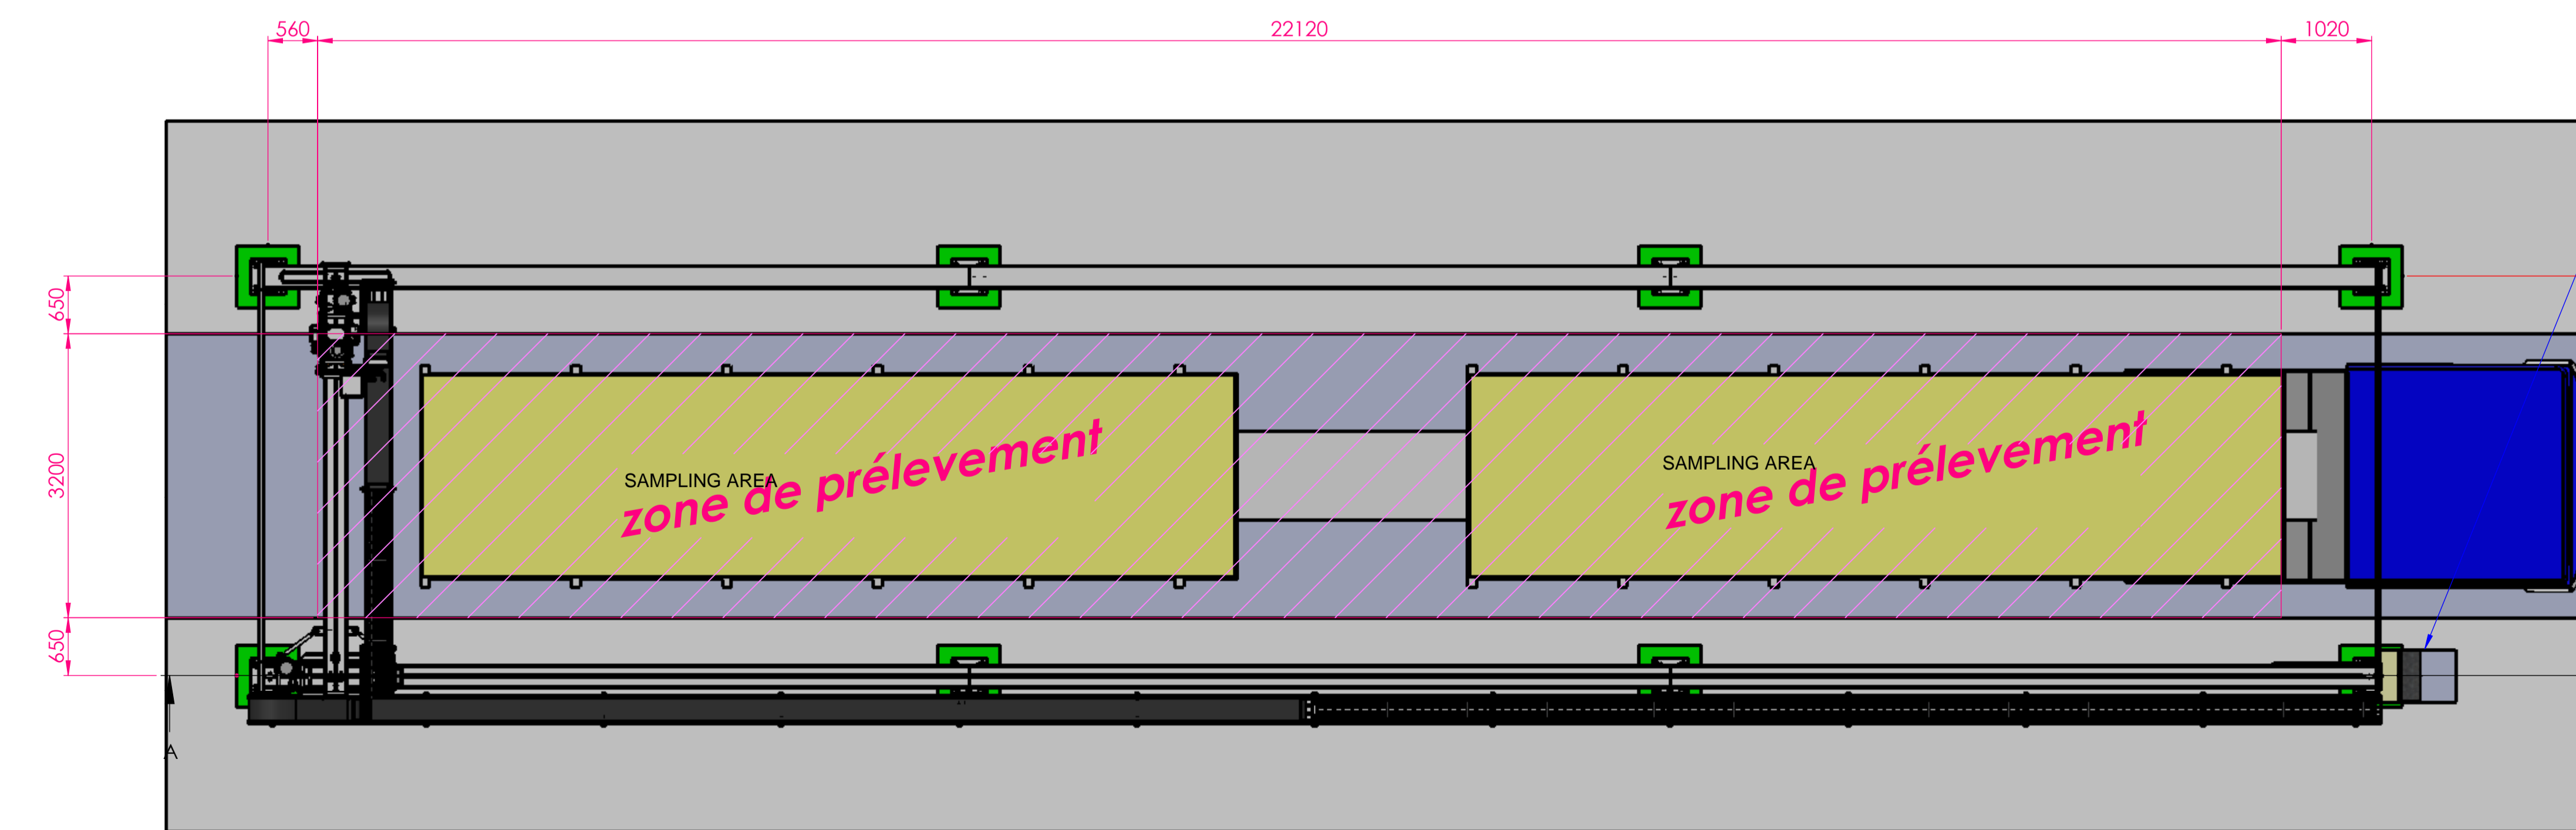 560
22120
1020
650
3200
650
SAMPLING AREA
zone de prélevement
SAMPLING AREA
zone de prélevement
A